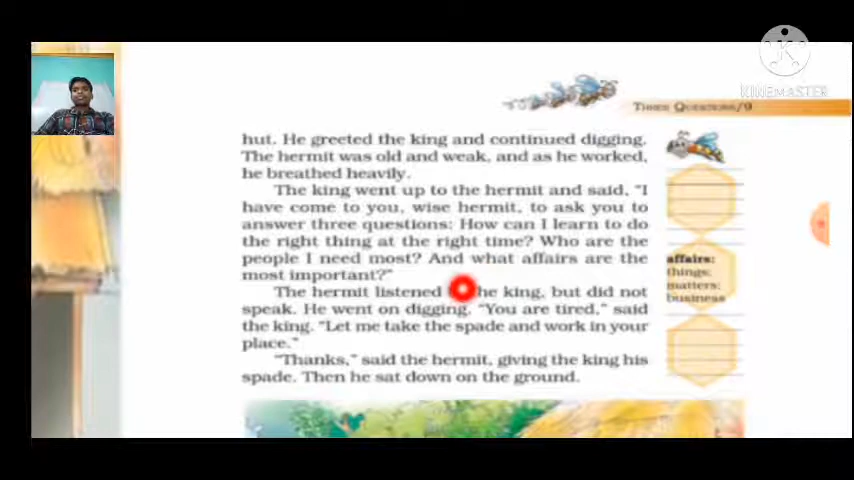 KINEMASTER
THREE QUESTIONS/9
hut. He greeted the king and continued digging.
The hermit was old and weak, and as he worked,
he breathed heavily.
The king went up to the hermit and said, “I
have come to you, wise hermit, to ask you to
answer three questions: How can I learn to do
the right thing at the right time? Who are the
people I need most? And what affairs are the
most important?”
The hermit listened he king, but did not
speak. He went on digging. “You are tired,” said
the king. “Let me take the spade and work in your
place.”
“Thanks,” said the hermit, giving the king his
spade. Then he sat down on the ground.
affairs:
things;
matters;
business